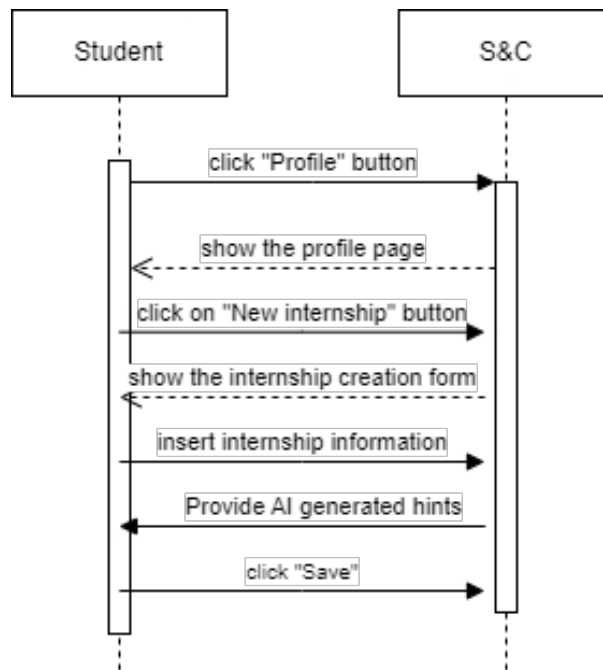 Student
S&C
click "Profile" button
show the profile page
click on "New internship" button
show the internship creation form
insert internship information
Provide AI generated hints
click "Save"